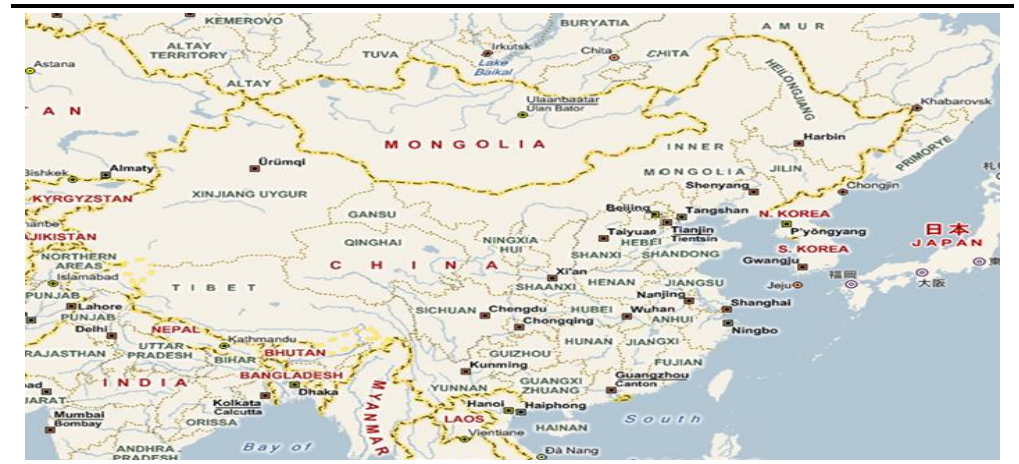 KEMEROVO
BURYATIA
AMUR
ALTAY
TERRITORY
TUVA
Irkutsk
Chita
CHITA
Astana
Lake
Baikal
ALTAY
HEILONGJIANG
Ulaanbaatar
Ulan Bator
Khabarovsk
A N
MONGOLIA
Harbin
INNER
MONGOLIA
PRIMORYE
Bishkek
Almaty
Ürümqi
JILIN
Shenyang
Chongjin
KYRGYZSTAN
XINJIANG UYGUR
GANSU
Beijing
Tangshan
N. KOREA
anbe
Taiyuan
Tianjin
Tientsin
P'yŏngyang
日本
JAPAN
UIKISTAN
QINGHAI
NINGXIA
HUI
HEBEI
S. KOREA
NORTHERN
AREAS
CHINA
SHANXI
SHANDONG
Gwangju
Islamabad
Xi'an
福岡
大阪
TIBET
SHAANXI
HENAN
JIANGSU
Jeju
PUNJAB
Lahore
Nanjing
Shanghai
PUNJAB
SICHUAN
Chengdu
HUBEI
Wuhan
ANHUI
Delhi
NEPAL
Chongqing
Ningbo
RAJASTHAN
UTTAR
PRADESH
Kathmandu
BHUTAN
HUNAN
JIANGXI
BIHAR
GUIZHOU
FUJIAN
INDIA
BANGLADESH
Kunming
Guangzhou
Canton
YUNNAN
GUANGXI
ZHUANG
Dhaka
MYANMAR
Kolkata
Calcutta
Hanoi
Haiphong
Mumbai
Bombay
ORISSA
LAOS
HAINAN
South
Vientiane
ANDHRA
PRADESH
Bay of
Đà Nang